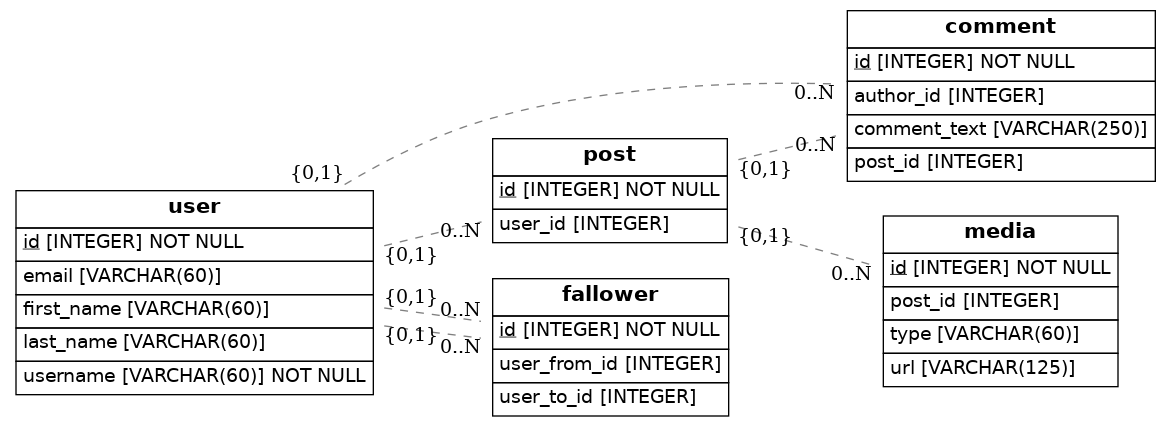 comment
id [INTEGER] NOT NULL
author_id [INTEGER]
comment_text [VARCHAR(250)]
post_id [INTEGER]
0..N
0..N
{0,1}
post
id [INTEGER] NOT NULL
user_id [INTEGER]
{0,1}
{0,1}
user
id [INTEGER] NOT NULL
email [VARCHAR(60)]
first_name [VARCHAR(60)]
last_name [VARCHAR(60)]
username [VARCHAR(60)] NOT NULL
0..N
{0,1}
{0,1}
0..N
{0,1}
0..N
fallower
id [INTEGER] NOT NULL
user_from_id [INTEGER]
user_to_id [INTEGER]
0..N
media
id [INTEGER] NOT NULL
post_id [INTEGER]
type [VARCHAR(60)]
url [VARCHAR(125)]